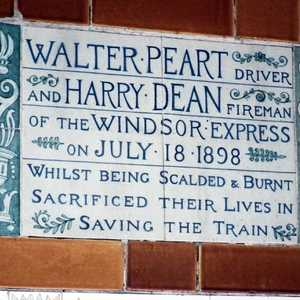 WALTER·PEART DRIVER
AND HARRY·DEAN FIREMAN
OF THE WINDSOR·EXPRESS
ON JULY·18·1898
WHILST BEING SCALDED & BURNT
SACRIFICED THEIR LIVES IN
SAVING THE TRAIN